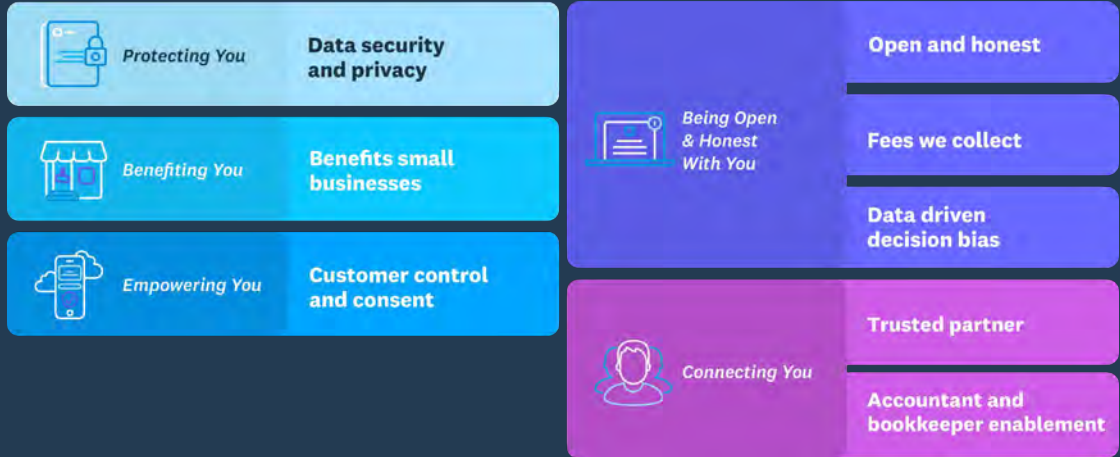 Protecting You
Data security
and privacy
Benefiting You
Benefits small
businesses
Empowering You
Customer control
and consent
Being Open
& Honest
With You
Open and honest
Fees we collect
Data driven
decision bias
Connecting You
Trusted partner
Accountant and
bookkeeper enablement